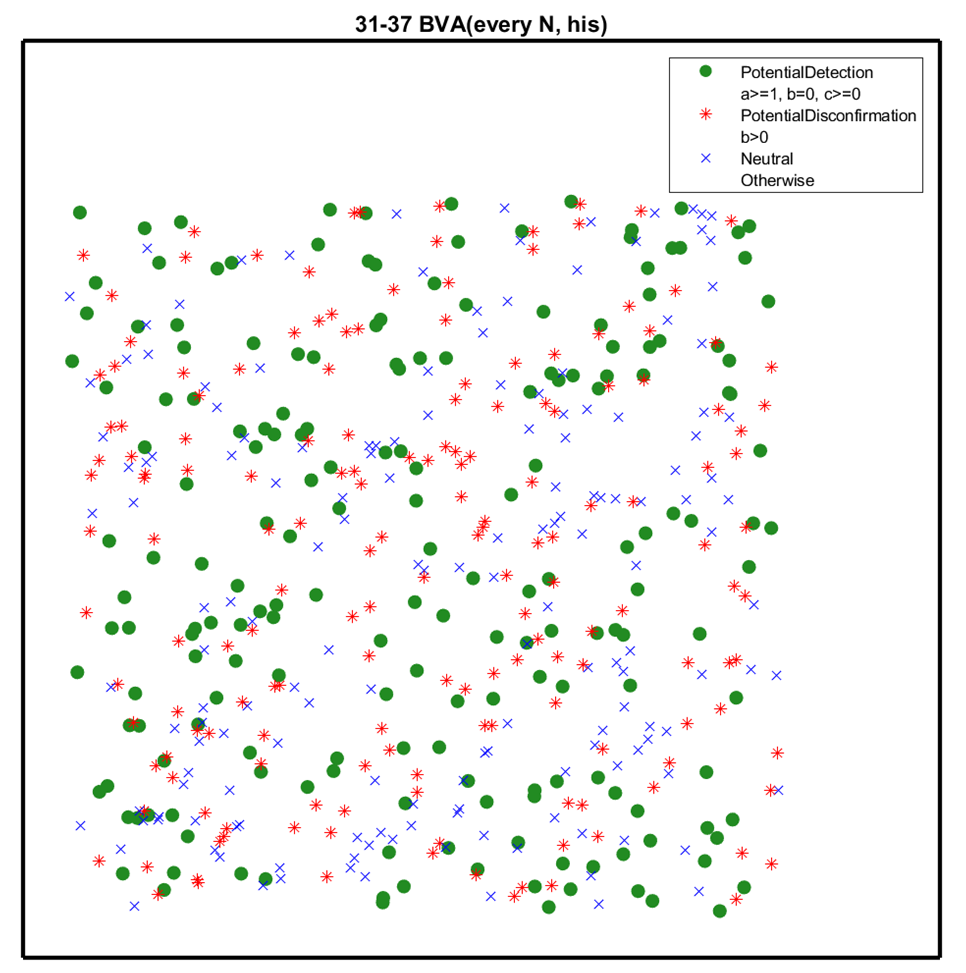 31-37 BVA(every N, his)
PotentialDetection
a>=1, b=0, c>=0
PotentialDisconfirmation
b>0
Neutral
Otherwise